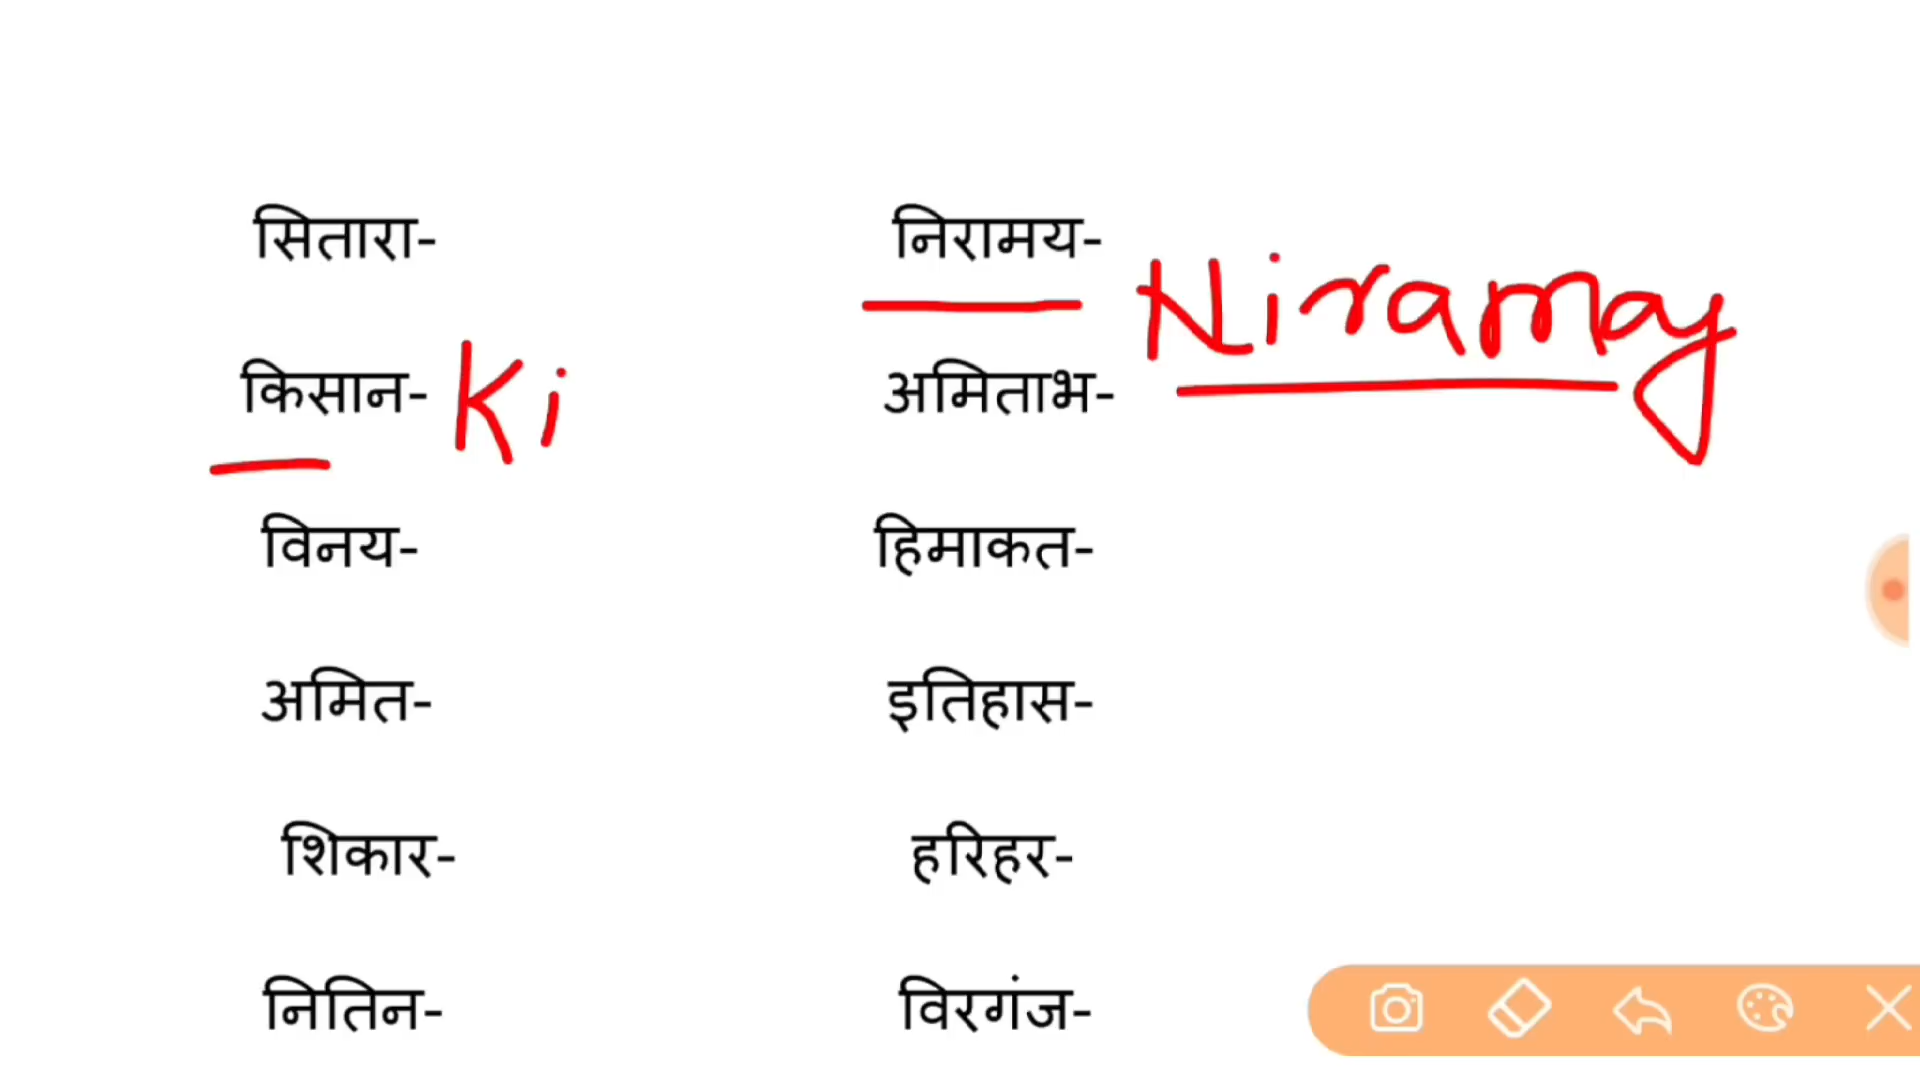 सितारा- निरामय- Niramay
किसान- Ki अमिताभ-
विनय- हिमाकत-
अमित- इतिहास-
शिकार- हरिहर-
नितिन- विरगंज-